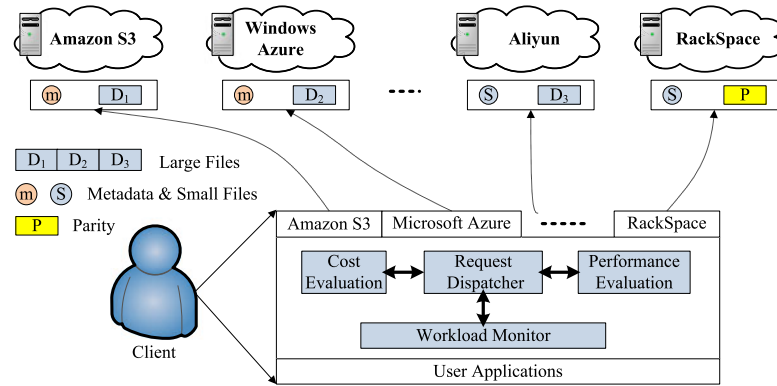 Amazon S3
Windows
Azure
Aliyun
RackSpace
m D₁
m D₂
S D₃
S P
D₁ D₂ D₃ Large Files
m S Metadata & Small Files
P Parity
Client
Amazon S3 Microsoft Azure RackSpace
Cost
Evaluation
Request
Dispatcher
Performance
Evaluation
Workload Monitor
User Applications